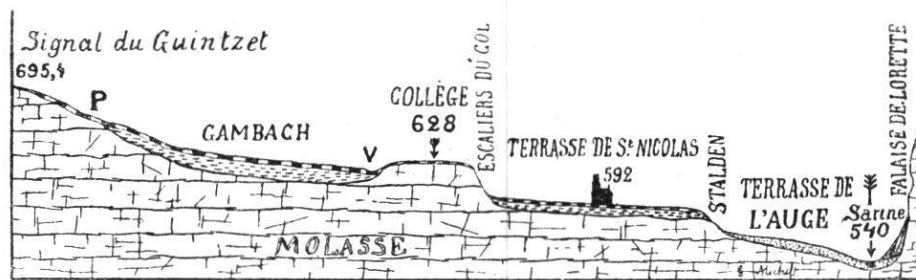 Signal du Guintzet
695,4
P
GAMBACH
V
COLLÈGE
628
ESCALIERS DU COL
TERRASSE DE St NICOLAS
592
STALDEN
TERRASSE DE
L'AUGE
Sarine
540
FALAISE DE LORETTE
MOLASSE